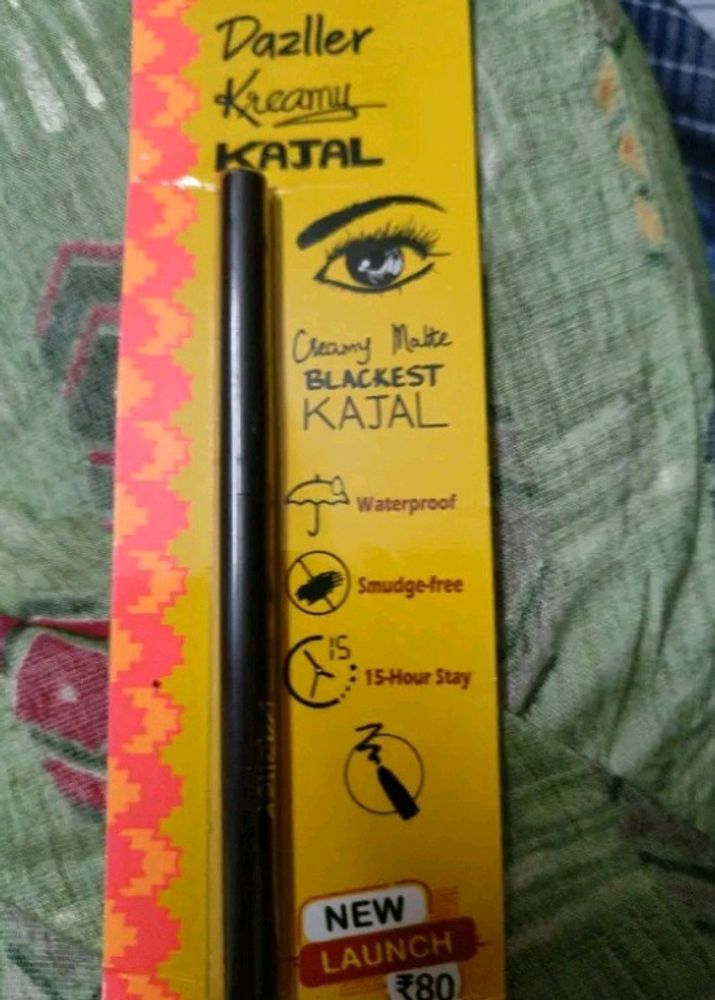 Dazller
Kreamy
KAJAL
Creamy Matte
BLACKEST
KAJAL
Waterproof
Smudge-free
15
15-Hour Stay
NEW
LAUNCH
₹80